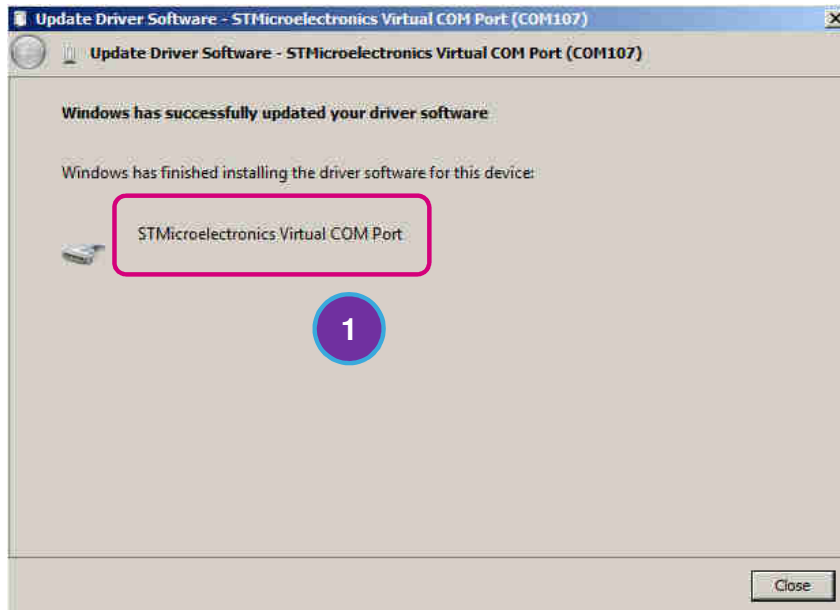 Update Driver Software - STMicroelectronics Virtual COM Port (COM107)
Update Driver Software - STMicroelectronics Virtual COM Port (COM107)
Windows has successfully updated your driver software
Windows has finished installing the driver software for this device:
STMicroelectronics Virtual COM Port
1
Close